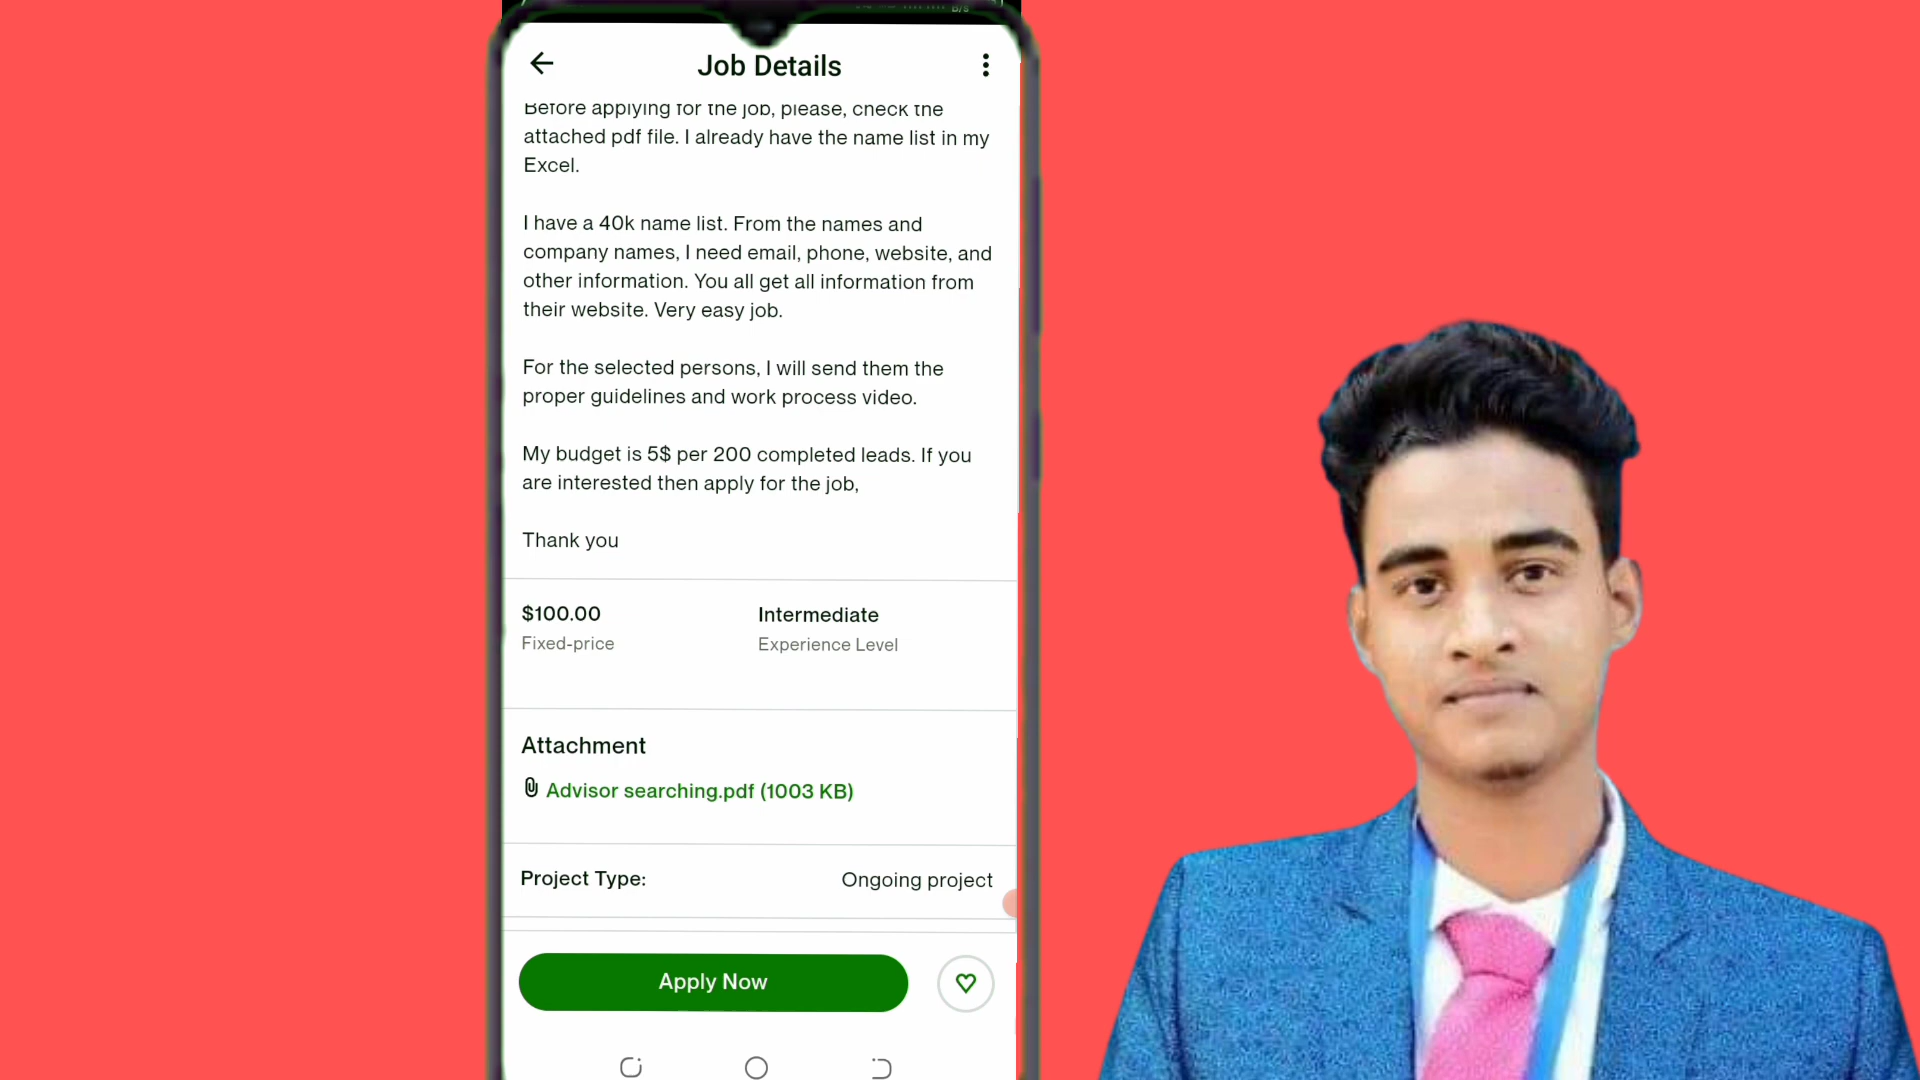 B/s
Job Details
Before applying for the job, please, check the
attached pdf file. I already have the name list in my
Excel.
I have a 40k name list. From the names and
company names, I need email, phone, website, and
other information. You all get all information from
their website. Very easy job.
For the selected persons, I will send them the
proper guidelines and work process video.
My budget is 5$ per 200 completed leads. If you
are interested then apply for the job,
Thank you
$100.00
Fixed-price
Intermediate
Experience Level
Attachment
Advisor searching.pdf (1003 KB)
Project Type:
Ongoing project
Apply Now